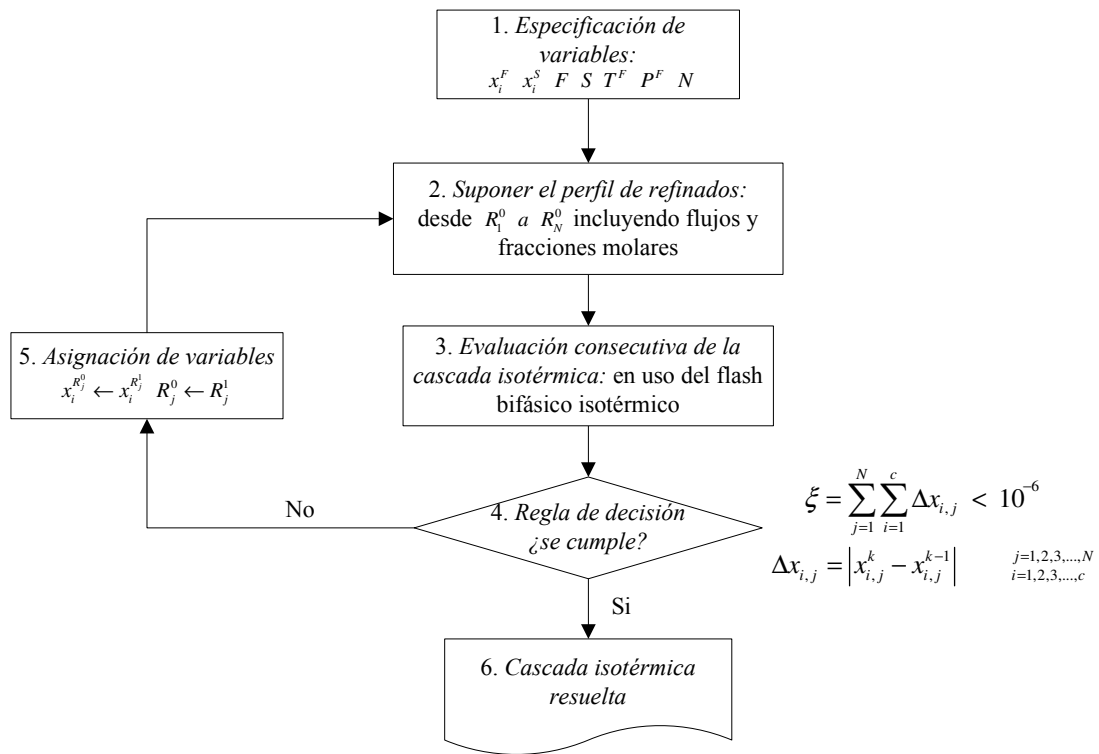 1. Especificación de
variables:
x_i^F x_i^S F S T^F P^F N
2. Suponer el perfil de refinados:
desde R_1^0 a R_N^0 incluyendo flujos y
fracciones molares
3. Evaluación consecutiva de la
cascada isotérmica: en uso del flash
bifásico isotérmico
5. Asignación de variables
x_i^{R_j^0} ← x_i^{R_j^1} R_j^0 ← R_j^1
No
4. Regla de decisión
¿se cumple?
ξ = ∑_{j=1}^{N} ∑_{i=1}^{c} Δx_{i,j} < 10^{-6}
Δx_{i,j} = |x_{i,j}^k − x_{i,j}^{k−1}| j=1,2,3,...,N
i=1,2,3,...,c
Si
6. Cascada isotérmica
resuelta